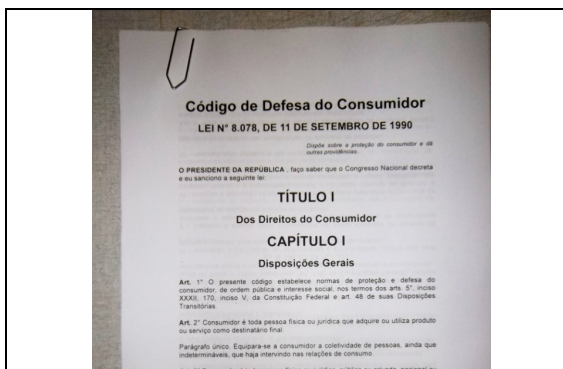 Código de Defesa do Consumidor
LEI N° 8.078, DE 11 DE SETEMBRO DE 1990
Dispõe sobre a proteção do consumidor e dá
outras providências.
O PRESIDENTE DA REPÚBLICA , faço saber que o Congresso Nacional decreta
e eu sanciono a seguinte lei:
TÍTULO I
Dos Direitos do Consumidor
CAPÍTULO I
Disposições Gerais
Art. 1° O presente código estabelece normas de proteção e defesa do
consumidor, de ordem pública e interesse social, nos termos dos arts. 5°, inciso
XXXII, 170, inciso V, da Constituição Federal e art. 48 de suas Disposições
Transitórias.
Art. 2° Consumidor é toda pessoa física ou jurídica que adquire ou utiliza produto
ou serviço como destinatário final.
Parágrafo único. Equipara-se a consumidor a coletividade de pessoas, ainda que
indetermináveis, que haja intervindo nas relações de consumo.